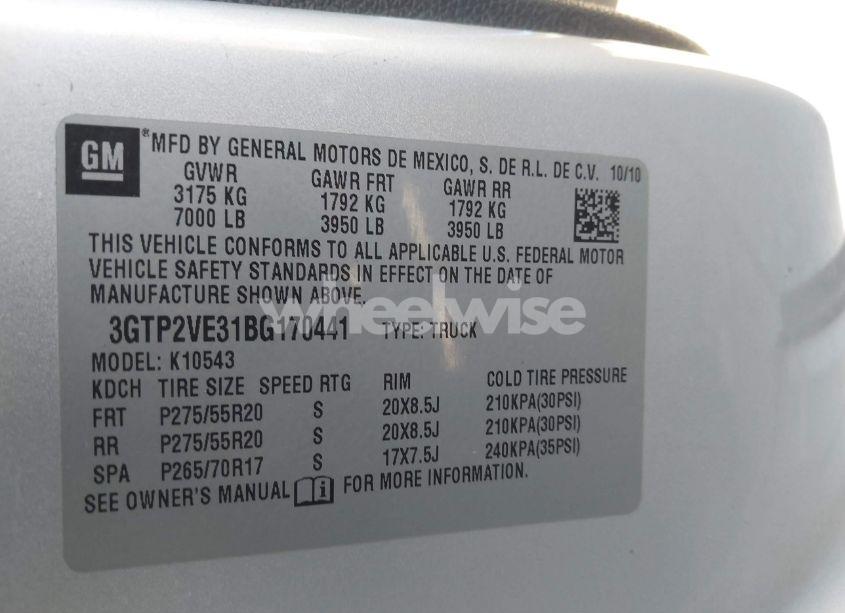 GM ®MFD BY GENERAL MOTORS DE MEXICO, S. DE R.L. DE C.V. 10/10
GVWR GAWR FRT GAWR RR
3175 KG 1792 KG 1792 KG
7000 LB 3950 LB 3950 LB
THIS VEHICLE CONFORMS TO ALL APPLICABLE U.S. FEDERAL MOTOR
VEHICLE SAFETY STANDARDS IN EFFECT ON THE DATE OF
MANUFACTURE SHOWN ABOVE.
wheelwise
3GTP2VE31BG170441 TYPE: TRUCK
MODEL: K10543
KDCH TIRE SIZE SPEED RTG RIM COLD TIRE PRESSURE
FRT P275/55R20 S 20X8.5J 210KPA(30PSI)
RR P275/55R20 S 20X8.5J 210KPA(30PSI)
SPA P265/70R17 S 17X7.5J 240KPA(35PSI)
SEE OWNER'S MANUAL i FOR MORE INFORMATION.